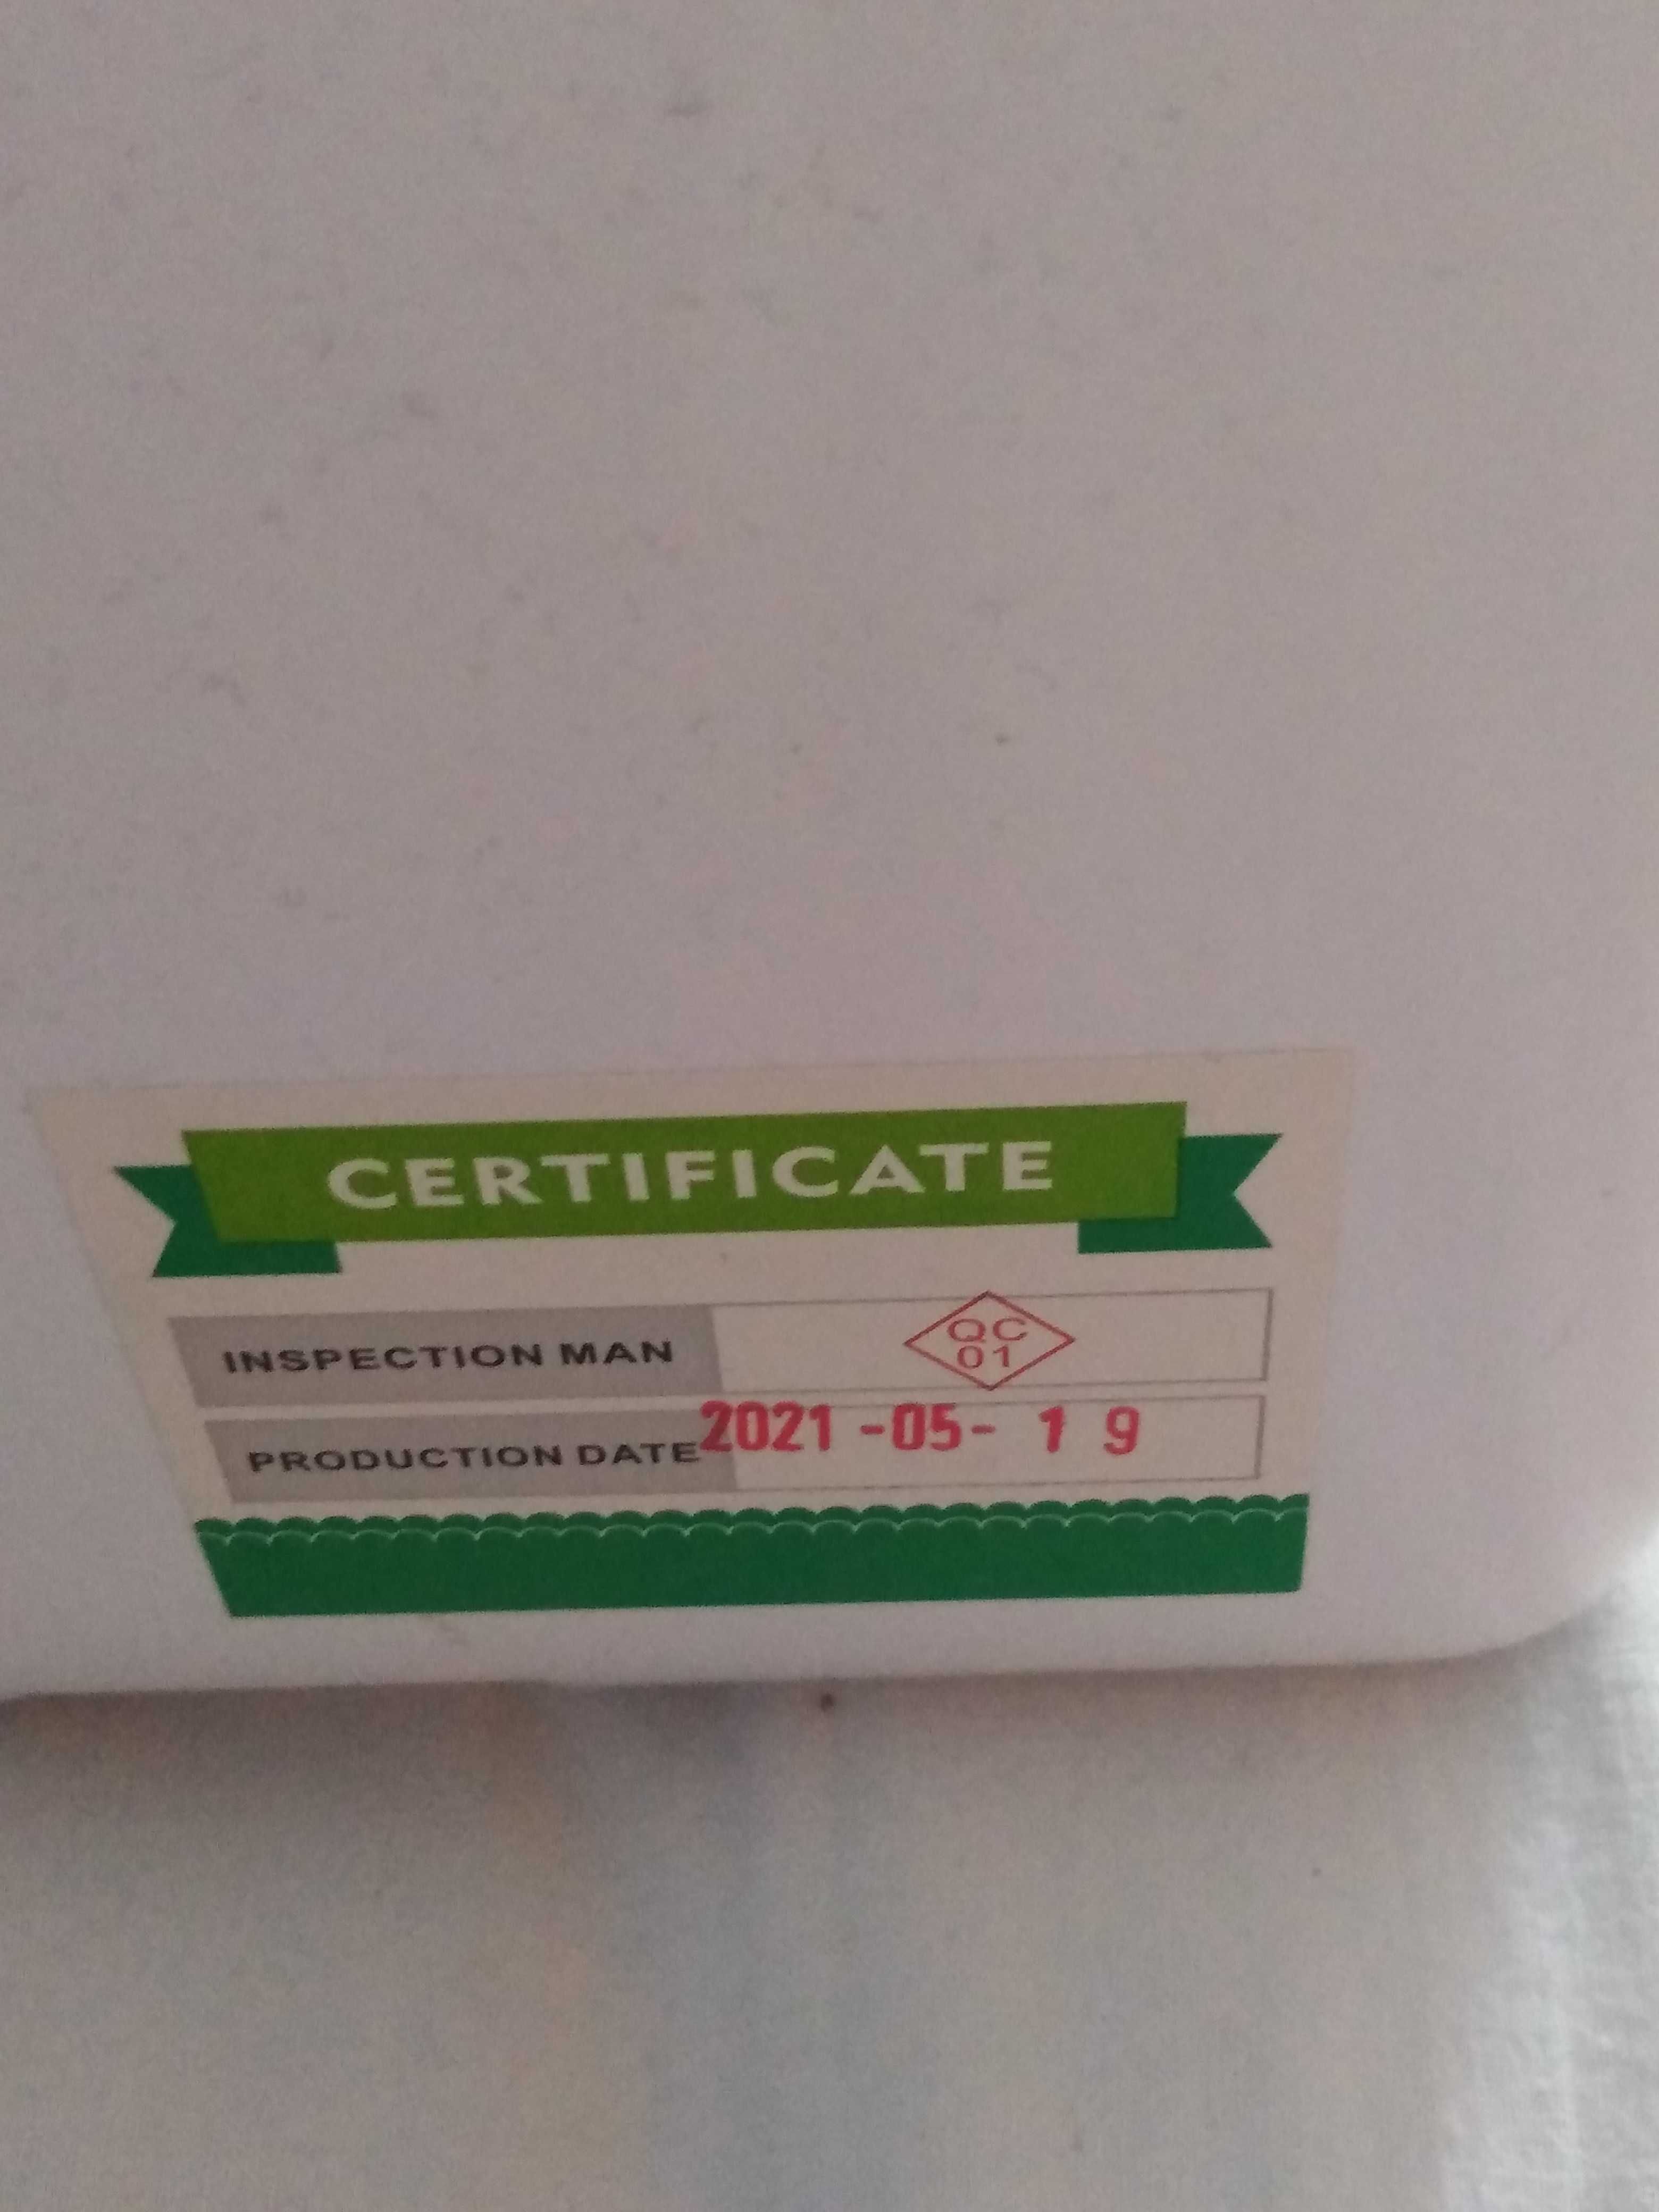 CERTIFICATE
INSPECTION MAN
QC
01
PRODUCTION DATE 2021 -05- 1 9